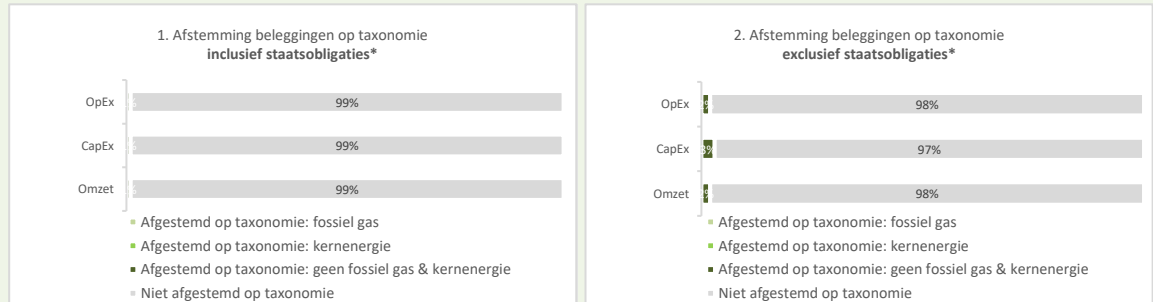 1. Afstemming beleggingen op taxonomie
inclusief staatsobligaties*
OpEx
99%
CapEx
99%
Omzet
99%
Afgestemd op taxonomie: fossiel gas
Afgestemd op taxonomie: kernenergie
Afgestemd op taxonomie: geen fossiel gas & kernenergie
Niet afgestemd op taxonomie
2. Afstemming beleggingen op taxonomie
exclusief staatsobligaties*
OpEx
98%
CapEx
3% 97%
Omzet
98%
Afgestemd op taxonomie: fossiel gas
Afgestemd op taxonomie: kernenergie
Afgestemd op taxonomie: geen fossiel gas & kernenergie
Niet afgestemd op taxonomie